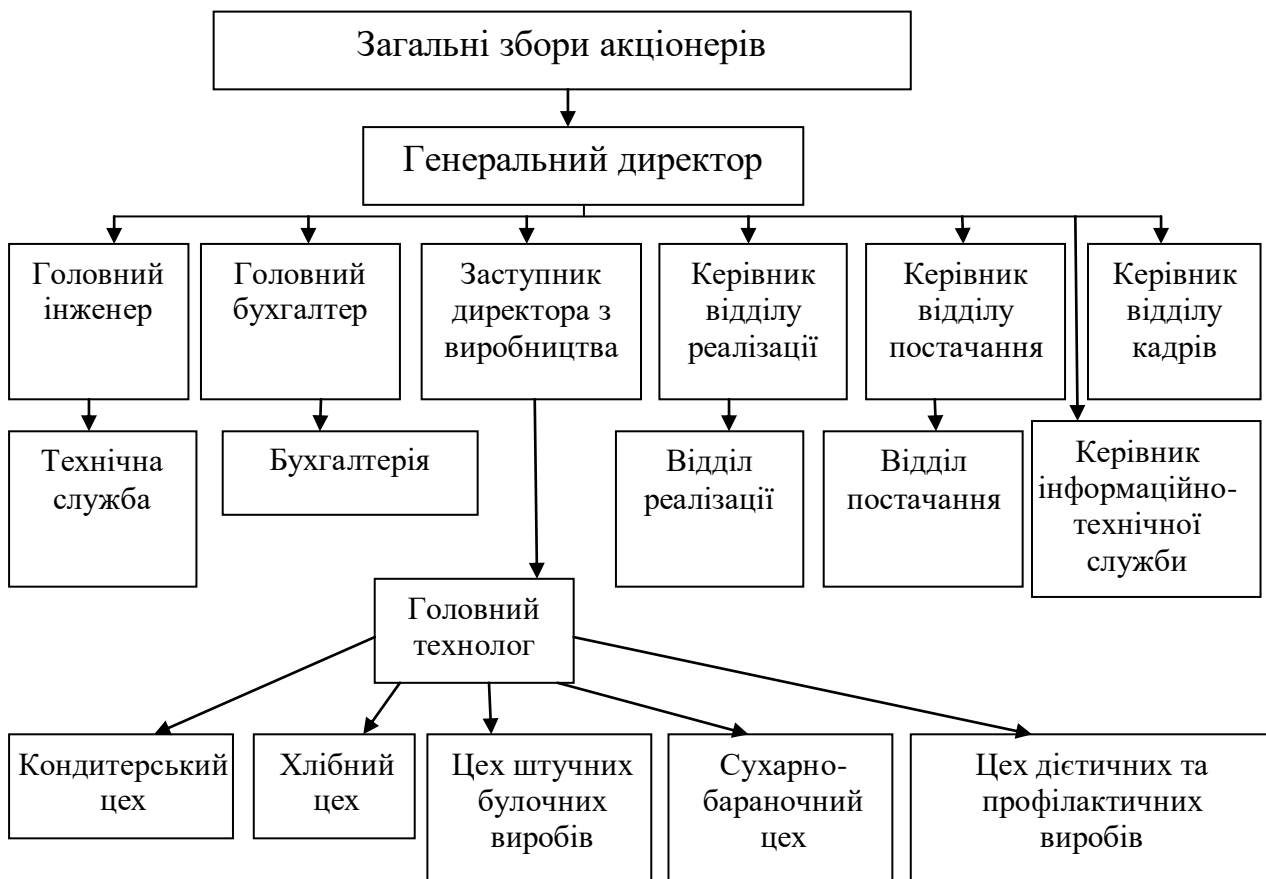 Загальні збори акціонерів
Генеральний директор
Головний
інженер
Головний
бухгалтер
Заступник
директора з
виробництва
Керівник
відділу
реалізації
Керівник
відділу
постачання
Керівник
відділу
кадрів
Технічна
служба
Бухгалтерія
Відділ
реалізації
Відділ
постачання
Керівник
інформаційно-
технічної
служби
Головний
технолог
Кондитерський
цех
Хлібний
цех
Цех штучних
булочних
виробів
Сухарно-
бараночний
цех
Цех дієтичних та
профілактичних
виробів